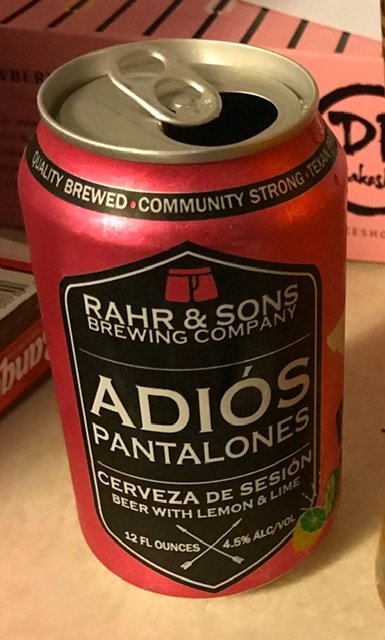 QUALITY BREWED • COMMUNITY STRONG • TEXAN
RAHR & SONS
BREWING COMPANY
ADIÓS
PANTALONES
CERVEZA DE SESIÓN
BEER WITH LEMON & LIME
12 FL OUNCES 4.5% ALC/VOL